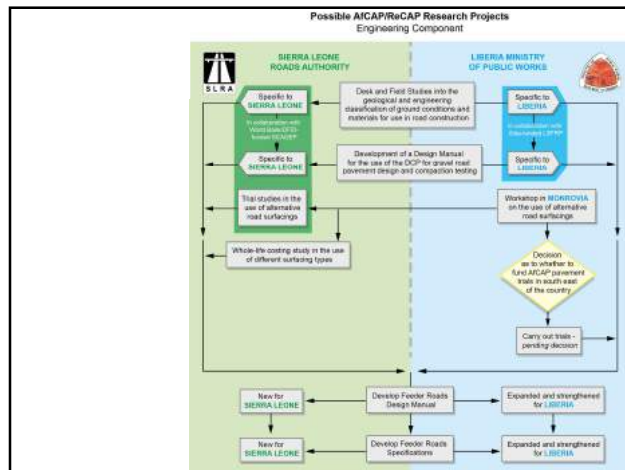 Possible AfCAP/ReCAP Research Projects
Engineering Component
SIERRA LEONE
ROADS AUTHORITY
LIBERIA MINISTRY
OF PUBLIC WORKS
SLRA
Specific to
SIERRA LEONE
Desk and Field Studies into the
geological and engineering
classification of ground conditions and
materials for use in road construction
Specific to
LIBERIA
In collaboration with
In collaboration with
Specific to
SIERRA LEONE
Development of a Design Manual
for the use of the DCP for gravel road
pavement design and compaction testing
Specific to
LIBERIA
Trial studies in the
use of alternative
road surfacings
Workshop in MONROVIA
on the use of alternative
road surfacings
Whole-life costing study in the use
of different surfacing types
Decision
as to whether to
fund AfCAP pavement
trials in south east
of the country
Carry out trials -
pending decision
New for
SIERRA LEONE
Develop Feeder Roads
Design Manual
Expanded and strengthened
for LIBERIA
New for
SIERRA LEONE
Develop Feeder Roads
Specifications
Expanded and strengthened
for LIBERIA